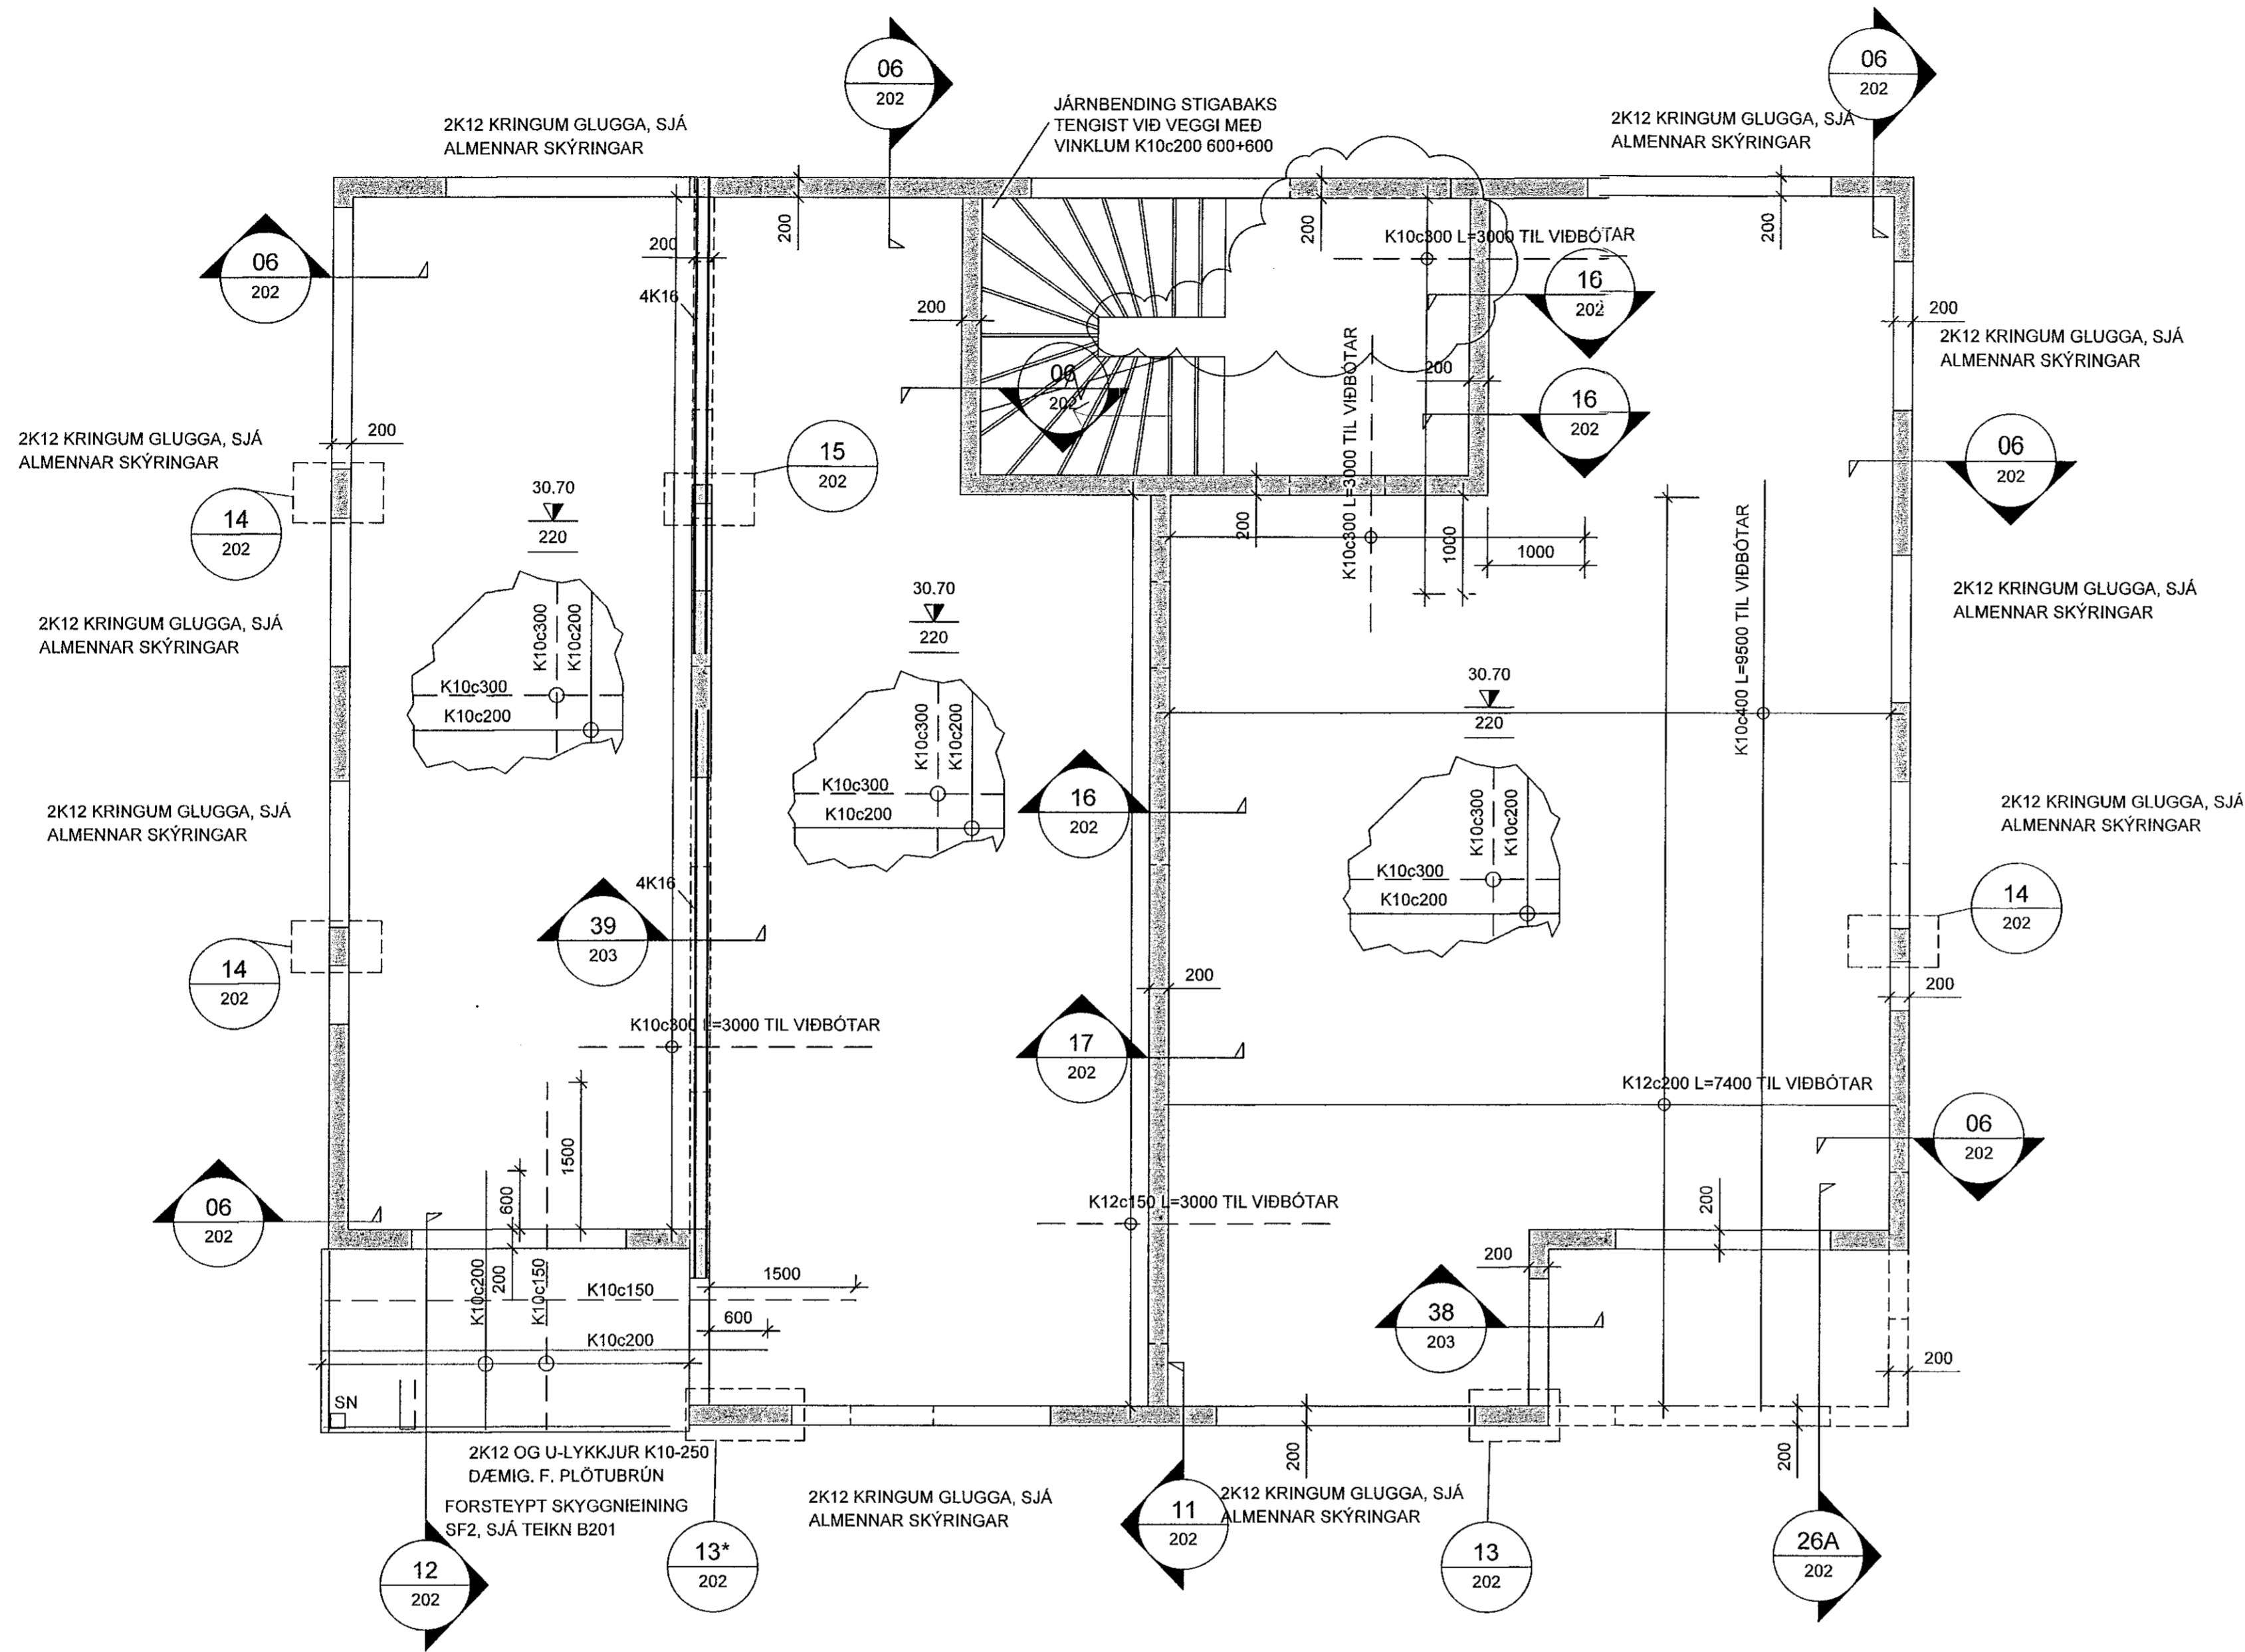 06
202
06
202
JÁRNBENDING STIGABAKS
TENGIST VIÐ VEGGI MEÐ
VINKLUM K10c200 600+600
2K12 KRINGUM GLUGGA, SJÁ
ALMENNAR SKÝRINGAR
2K12 KRINGUM GLUGGA, SJÁ
ALMENNAR SKÝRINGAR
200
200
200
200
K10c300 L=3000 TIL VIÐBÓTAR
06
202
16
202
4K16
200
200
2K12 KRINGUM GLUGGA, SJÁ
ALMENNAR SKÝRINGAR
K10c300 L=3000 TIL VIÐBÓTAR
200
06
202
16
202
2K12 KRINGUM GLUGGA, SJÁ
ALMENNAR SKÝRINGAR
200
15
202
06
202
14
202
30.70
220
200
1000
1000
K10c400 L=9500 TIL VIÐBÓTAR
30.70
220
2K12 KRINGUM GLUGGA, SJÁ
ALMENNAR SKÝRINGAR
2K12 KRINGUM GLUGGA, SJÁ
ALMENNAR SKÝRINGAR
K10c300
K10c200
K10c300
K10c200
30.70
220
K10c300
K10c200
K10c300
K10c200
2K12 KRINGUM GLUGGA, SJÁ
ALMENNAR SKÝRINGAR
16
202
2K12 KRINGUM GLUGGA, SJÁ
ALMENNAR SKÝRINGAR
K10c300
K10c200
K10c300
K10c200
4K16
39
203
14
202
14
202
200
200
K10c300 L=3000 TIL VIÐBÓTAR
17
202
K12c200 L=7400 TIL VIÐBÓTAR
06
202
1500
600
06
202
K12c150 L=3000 TIL VIÐBÓTAR
200
200
K10c200
200
K10c150
K10c150
1500
600
K10c200
38
203
200
SN
2K12 OG U-LYKKJUR K10-250
DÆMIG. F. PLÖTUBRÚN
FORSTEYPT SKYGGNIEINING
SF2, SJÁ TEIKN B201
200
200
2K12 KRINGUM GLUGGA, SJÁ
ALMENNAR SKÝRINGAR
2K12 KRINGUM GLUGGA, SJÁ
ALMENNAR SKÝRINGAR
11
202
12
202
13*
202
13
202
26A
202